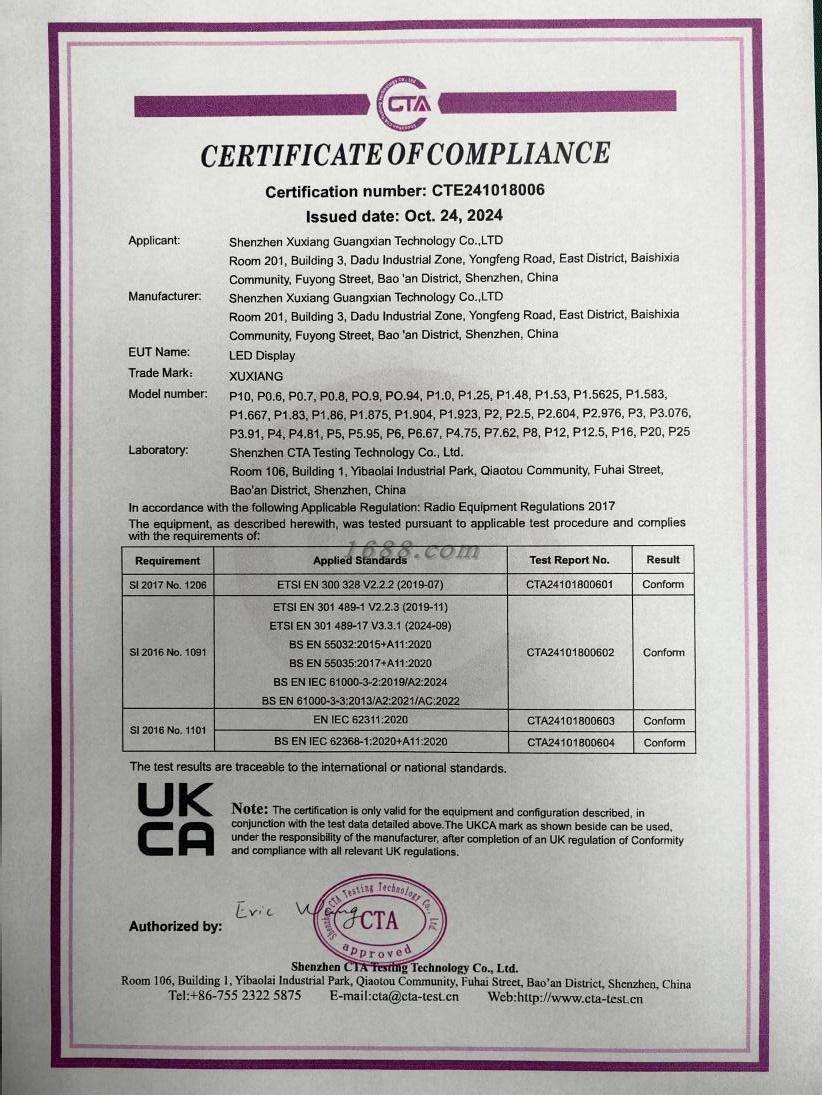 CTA
CERTIFICATE OF COMPLIANCE
Certification number: CTE241018006
Issued date: Oct. 24, 2024
Applicant: Shenzhen Xuxiang Guangxian Technology Co.,LTD
Room 201, Building 3, Dadu Industrial Zone, Yongfeng Road, East District, Baishixia
Community, Fuyong Street, Bao 'an District, Shenzhen, China
Manufacturer: Shenzhen Xuxiang Guangxian Technology Co.,LTD
Room 201, Building 3, Dadu Industrial Zone, Yongfeng Road, East District, Baishixia
Community, Fuyong Street, Bao 'an District, Shenzhen, China
EUT Name: LED Display
Trade Mark: XUXIANG
Model number: P10, P0.6, P0.7, P0.8, PO.9, PO.94, P1.0, P1.25, P1.48, P1.53, P1.5625, P1.583,
P1.667, P1.83, P1.86, P1.875, P1.904, P1.923, P2, P2.5, P2.604, P2.976, P3, P3.076,
P3.91, P4, P4.81, P5, P5.95, P6, P6.67, P4.75, P7.62, P8, P12, P12.5, P16, P20, P25
Laboratory: Shenzhen CTA Testing Technology Co., Ltd.
Room 106, Building 1, Yibaolai Industrial Park, Qiaotou Community, Fuhai Street,
Bao'an District, Shenzhen, China
In accordance with the following Applicable Regulation: Radio Equipment Regulations 2017
The equipment, as described herewith, was tested pursuant to applicable test procedure and complies
with the requirements of:
1688.com
Requirement Applied Standards Test Report No. Result
SI 2017 No. 1206 ETSI EN 300 328 V2.2.2 (2019-07) CTA24101800601 Conform
ETSI EN 301 489-1 V2.2.3 (2019-11)
ETSI EN 301 489-17 V3.3.1 (2024-09)
BS EN 55032:2015+A11:2020
SI 2016 No. 1091 CTA24101800602 Conform
BS EN 55035:2017+A11:2020
BS EN IEC 61000-3-2:2019/A2:2024
BS EN 61000-3-3:2013/A2:2021/AC:2022
SI 2016 No. 1101 EN IEC 62311:2020 CTA24101800603 Conform
BS EN IEC 62368-1:2020+A11:2020 CTA24101800604 Conform
The test results are traceable to the international or national standards.
UK
CA
Note: The certification is only valid for the equipment and configuration described, in
conjunction with the test data detailed above.The UKCA mark as shown beside can be used,
under the responsibility of the manufacturer, after completion of an UK regulation of Conformity
and compliance with all relevant UK regulations.
Authorized by: Eric Wang
Shenzhen CTA Testing Technology Co., Ltd.
CTA
approved
Shenzhen CTA Testing Technology Co., Ltd.
Room 106, Building 1, Yibaolai Industrial Park, Qiaotou Community, Fuhai Street, Bao'an District, Shenzhen, China
Tel:+86-755 2322 5875 E-mail:cta@cta-test.cn Web:http://www.cta-test.cn